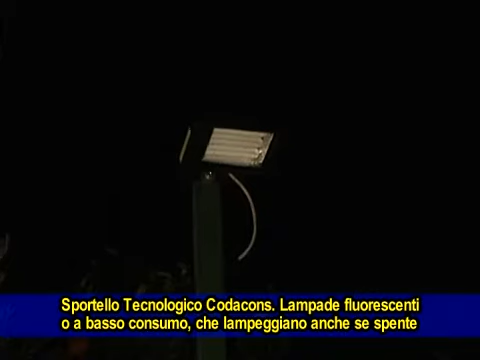 Sportello Tecnologico Codacons. Lampade fluorescenti
o a basso consumo, che lampeggiano anche se spente